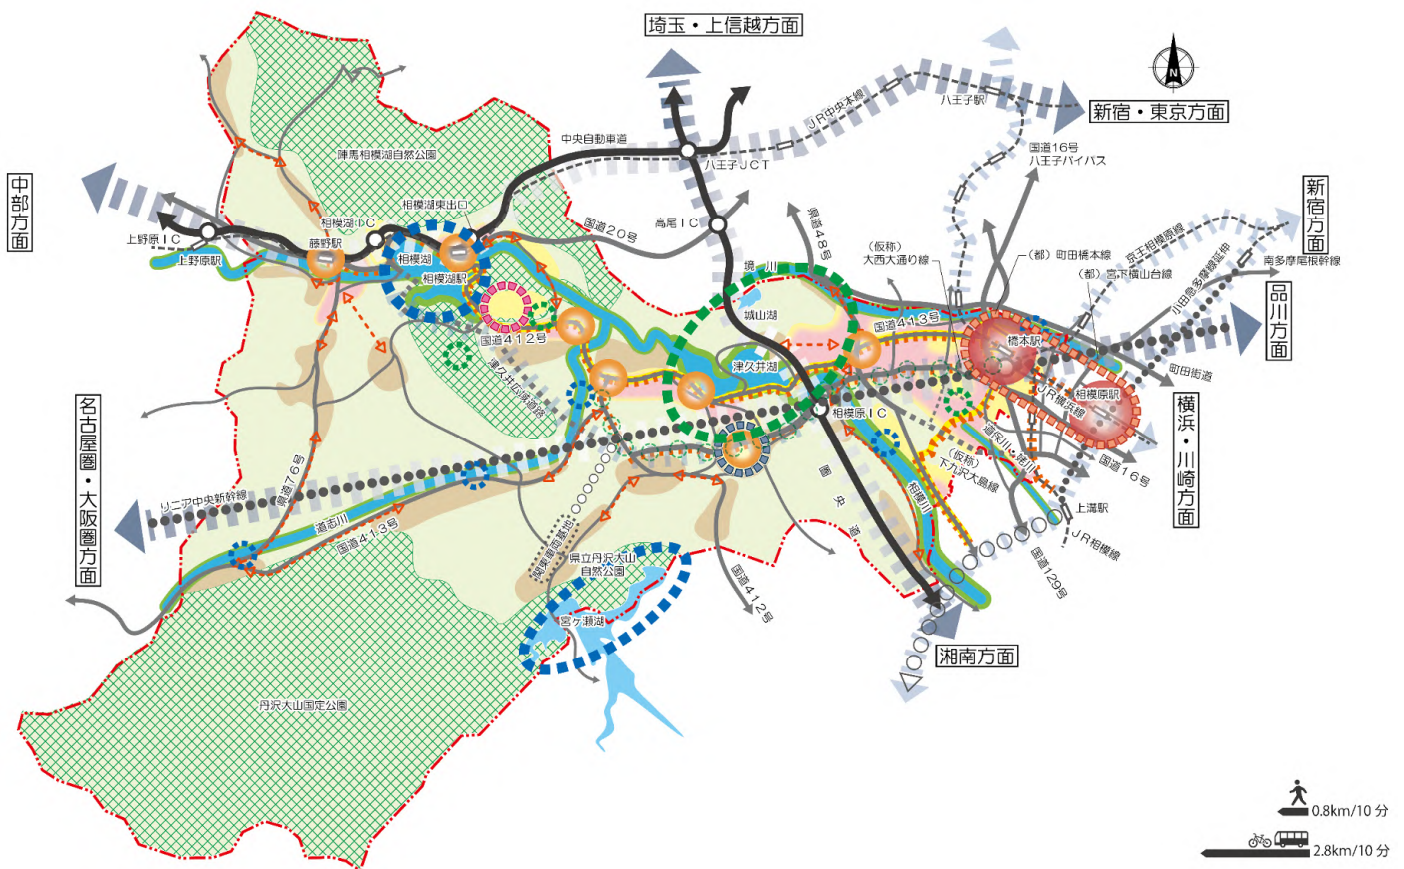 埼玉・上信越方面
新宿・東京方面
八王子駅
JR中央本線
中央自動車道
八王子JCT
国道16号
八王子バイパス
陣馬相模湖自然公園
中部方面
新宿方面
相模湖東出口
相模湖IC
上野原IC
藤野駅
上野原駅
相模湖
相模湖駅
国道20号
高尾IC
県道48号
(仮称)
大西大通り線
京王相模原線
小田急多摩線延伸
(都)町田橋本線
(都)宮下横山台線
南多摩尾根幹線
品川方面
境川
城山湖
国道413号
橋本駅
町田街道
国道412号
津久井広域道路
津久井湖
相模原駅
JR横浜線
横浜・川崎方面
相模原IC
名古屋圏・大阪圏方面
県道76号
道保川・鳩川
(仮称)
下九沢大島線
国道16号
リニア中央新幹線
道志川
国道413号
圏央道
相模川
上溝駅
JR相模線
関東車両基地
県立丹沢大山
自然公園
国道412号
国道129号
宮ヶ瀬湖
湘南方面
丹沢大山国定公園
N
0.8km/10分
2.8km/10分